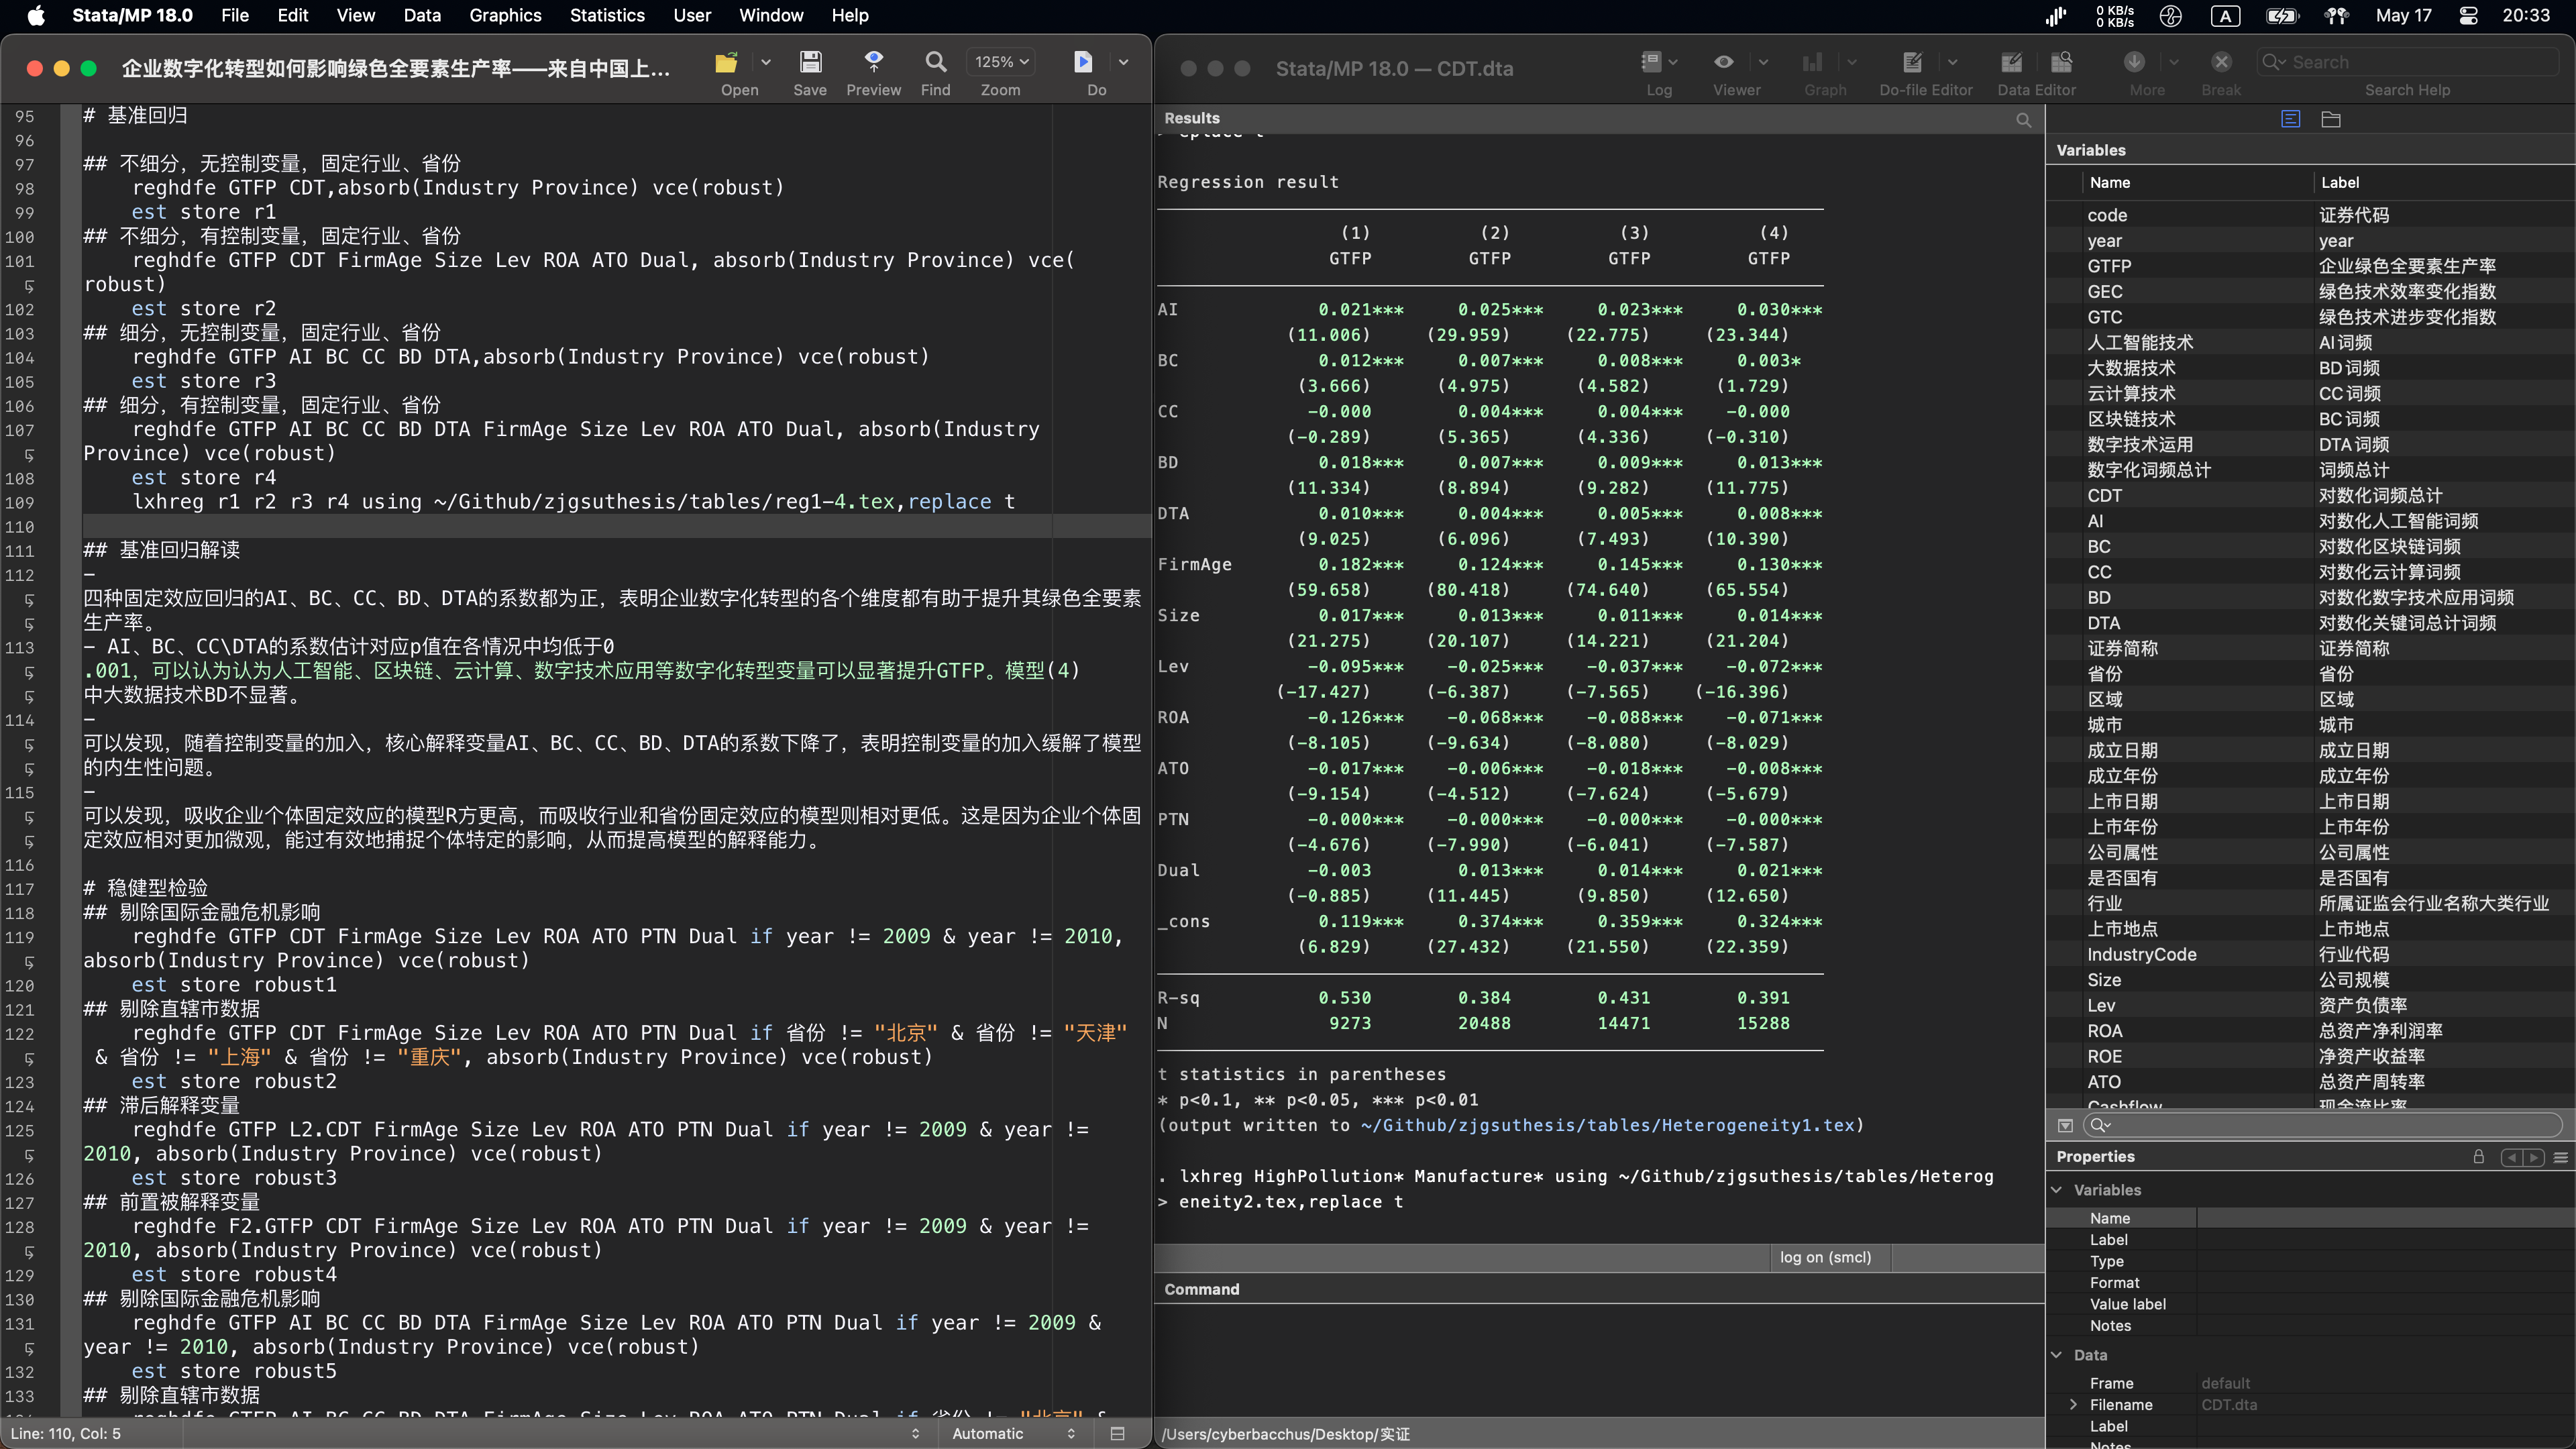 Stata/MP 18.0 File Edit View Data Graphics Statistics User Window Help
0 KB/s
0 KB/s
A
May 17
20:33
企业数字化转型如何影响绿色全要素生产率——来自中国上...
125%
Open Save Preview Find Zoom Do
95 # 基准回归
96
97 ## 不细分，无控制变量，固定行业、省份
98 reghdfe GTFP CDT,absorb(Industry Province) vce(robust)
99 est store r1
100 ## 不细分，有控制变量，固定行业、省份
101 reghdfe GTFP CDT FirmAge Size Lev ROA ATO Dual, absorb(Industry Province) vce(
robust)
102 est store r2
103 ## 细分，无控制变量，固定行业、省份
104 reghdfe GTFP AI BC CC BD DTA,absorb(Industry Province) vce(robust)
105 est store r3
106 ## 细分，有控制变量，固定行业、省份
107 reghdfe GTFP AI BC CC BD DTA FirmAge Size Lev ROA ATO Dual, absorb(Industry
Province) vce(robust)
108 est store r4
109 lxhreg r1 r2 r3 r4 using ~/Github/zjgsuthesis/tables/reg1-4.tex,replace t
110
111 ## 基准回归解读
112 -
四种固定效应回归的AI、BC、CC、BD、DTA的系数都为正，表明企业数字化转型的各个维度都有助于提升其绿色全要素
生产率。
113 - AI、BC、CC\DTA的系数估计对应p值在各情况中均低于0
.001，可以认为认为人工智能、区块链、云计算、数字技术应用等数字化转型变量可以显著提升GTFP。模型(4)
中大数据技术BD不显著。
114 -
可以发现，随着控制变量的加入，核心解释变量AI、BC、CC、BD、DTA的系数下降了，表明控制变量的加入缓解了模型
的内生性问题。
115 -
可以发现，吸收企业个体固定效应的模型R方更高，而吸收行业和省份固定效应的模型则相对更低。这是因为企业个体固
定效应相对更加微观，能过有效地捕捉个体特定的影响，从而提高模型的解释能力。
116
117 # 稳健型检验
118 ## 剔除国际金融危机影响
119 reghdfe GTFP CDT FirmAge Size Lev ROA ATO PTN Dual if year != 2009 & year != 2010,
absorb(Industry Province) vce(robust)
120 est store robust1
121 ## 剔除直辖市数据
122 reghdfe GTFP CDT FirmAge Size Lev ROA ATO PTN Dual if 省份 != "北京" & 省份 != "天津"
& 省份 != "上海" & 省份 != "重庆", absorb(Industry Province) vce(robust)
123 est store robust2
124 ## 滞后解释变量
125 reghdfe GTFP L2.CDT FirmAge Size Lev ROA ATO PTN Dual if year != 2009 & year !=
2010, absorb(Industry Province) vce(robust)
126 est store robust3
127 ## 前置被解释变量
128 reghdfe F2.GTFP CDT FirmAge Size Lev ROA ATO PTN Dual if year != 2009 & year !=
2010, absorb(Industry Province) vce(robust)
129 est store robust4
130 ## 剔除国际金融危机影响
131 reghdfe GTFP AI BC CC BD DTA FirmAge Size Lev ROA ATO PTN Dual if year != 2009 &
year != 2010, absorb(Industry Province) vce(robust)
132 est store robust5
133 ## 剔除直辖市数据
reghdfe GTFP AI BC CC BD DTA FirmAge Size Lev ROA ATO PTN Dual if 省份 != "北京" &
Line: 110, Col: 5
Automatic
Stata/MP 18.0 — CDT.dta
Log Viewer Graph Do-file Editor Data Editor More Break
Search
Search Help
Results
> eplace t
Regression result
(1) (2) (3) (4)
GTFP GTFP GTFP GTFP
AI 0.021*** 0.025*** 0.023*** 0.030***
(11.006) (29.959) (22.775) (23.344)
BC 0.012*** 0.007*** 0.008*** 0.003*
(3.666) (4.975) (4.582) (1.729)
CC -0.000 0.004*** 0.004*** -0.000
(-0.289) (5.365) (4.336) (-0.310)
BD 0.018*** 0.007*** 0.009*** 0.013***
(11.334) (8.894) (9.282) (11.775)
DTA 0.010*** 0.004*** 0.005*** 0.008***
(9.025) (6.096) (7.493) (10.390)
FirmAge 0.182*** 0.124*** 0.145*** 0.130***
(59.658) (80.418) (74.640) (65.554)
Size 0.017*** 0.013*** 0.011*** 0.014***
(21.275) (20.107) (14.221) (21.204)
Lev -0.095*** -0.025*** -0.037*** -0.072***
(-17.427) (-6.387) (-7.565) (-16.396)
ROA -0.126*** -0.068*** -0.088*** -0.071***
(-8.105) (-9.634) (-8.080) (-8.029)
ATO -0.017*** -0.006*** -0.018*** -0.008***
(-9.154) (-4.512) (-7.624) (-5.679)
PTN -0.000*** -0.000*** -0.000*** -0.000***
(-4.676) (-7.990) (-6.041) (-7.587)
Dual -0.003 0.013*** 0.014*** 0.021***
(-0.885) (11.445) (9.850) (12.650)
_cons 0.119*** 0.374*** 0.359*** 0.324***
(6.829) (27.432) (21.550) (22.359)
R-sq 0.530 0.384 0.431 0.391
N 9273 20488 14471 15288
t statistics in parentheses
* p<0.1, ** p<0.05, *** p<0.01
(output written to ~/Github/zjgsuthesis/tables/Heterogeneity1.tex)
. lxhreg HighPollution* Manufacture* using ~/Github/zjgsuthesis/tables/Heterog
> eneity2.tex,replace t
log on (smcl)
Command
/Users/cyberbacchus/Desktop/实证
Variables
Name Label
code 证券代码
year year
GTFP 企业绿色全要素生产率
GEC 绿色技术效率变化指数
GTC 绿色技术进步变化指数
人工智能技术 AI词频
大数据技术 BD词频
云计算技术 CC词频
区块链技术 BC词频
数字技术运用 DTA词频
数字化词频总计 词频总计
CDT 对数化词频总计
AI 对数化人工智能词频
BC 对数化区块链词频
CC 对数化云计算词频
BD 对数化数字技术应用词频
DTA 对数化关键词总计词频
证券简称 证券简称
省份 省份
区域 区域
城市 城市
成立日期 成立日期
成立年份 成立年份
上市日期 上市日期
上市年份 上市年份
公司属性 公司属性
是否国有 是否国有
行业 所属证监会行业名称大类行业
上市地点 上市地点
IndustryCode 行业代码
Size 公司规模
Lev 资产负债率
ROA 总资产净利润率
ROE 净资产收益率
ATO 总资产周转率
Cashflow 现金流比率
Properties
Variables
Name
Label
Type
Format
Value label
Notes
Data
Frame default
Filename CDT.dta
Label
Notes